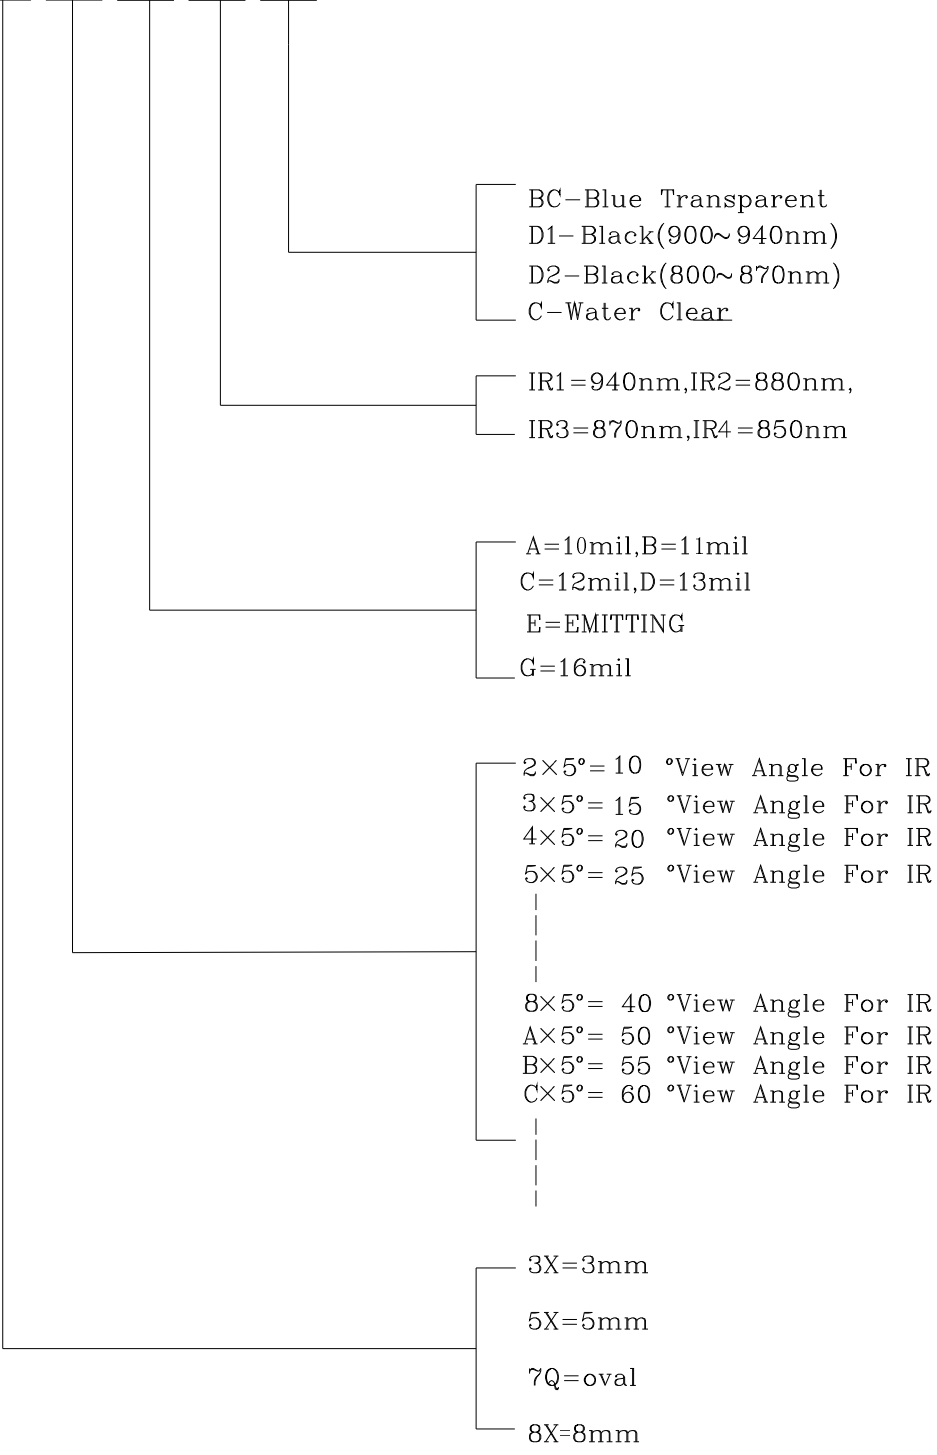 BC-Blue Transparent
D1-Black(900~940nm)
D2-Black(800~870nm)
C-Water Clear
IR1=940nm,IR2=880nm,
IR3=870nm,IR4=850nm
A=10mil,B=11mil
C=12mil,D=13mil
E=EMITTING
G=16mil
2×5°= 10 °View Angle For IR
3×5°= 15 °View Angle For IR
4×5°= 20 °View Angle For IR
5×5°= 25 °View Angle For IR
8×5°= 40 °View Angle For IR
A×5°= 50 °View Angle For IR
B×5°= 55 °View Angle For IR
C×5°= 60 °View Angle For IR
3X=3mm
5X=5mm
7Q=oval
8X=8mm